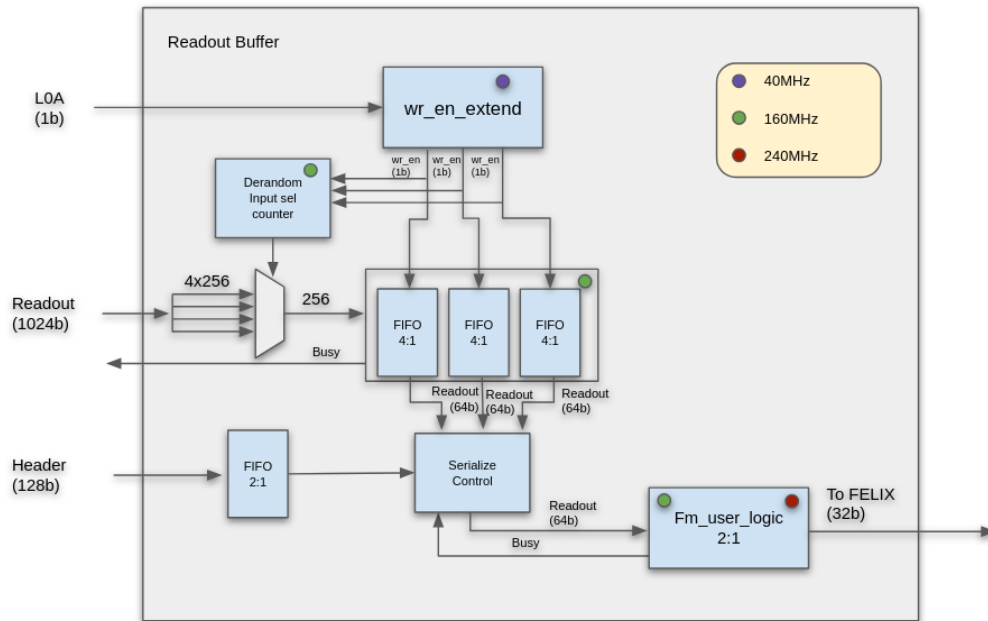 Readout Buffer
L0A
(1b)
wr_en_extend
40MHz
160MHz
240MHz
wr_en
(1b)
wr_en
(1b)
wr_en
(1b)
Derandom
Input sel
counter
4x256
256
Readout
(1024b)
FIFO
4:1
FIFO
4:1
FIFO
4:1
Busy
Readout
(64b)
Readout
(64b)
Readout
(64b)
Header
(128b)
FIFO
2:1
Serialize
Control
Readout
(64b)
Busy
Fm_user_logic
2:1
To FELIX
(32b)